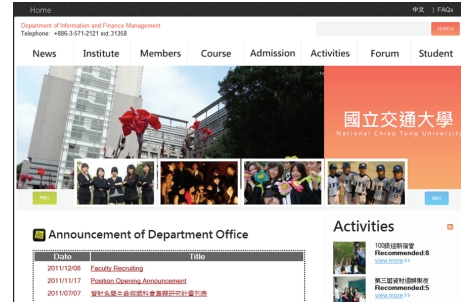 Home 中文 | FAQs
Department of Information and Finance Management
Telephone: +886-3-571-2121 ext.31358
SEARCH
News Institute Members Course Admission Activities Forum Student
國立交通大學
National Chiao Tung University
PREV NEXT
Announcement of Department Office
Date Title
2011/12/08 Faculty Recruiting
2011/11/17 Position Opening Announcement
2011/07/07
Activities
100級迎新宿營
Recommended:8
view more >>
Recommended:5
view more >>